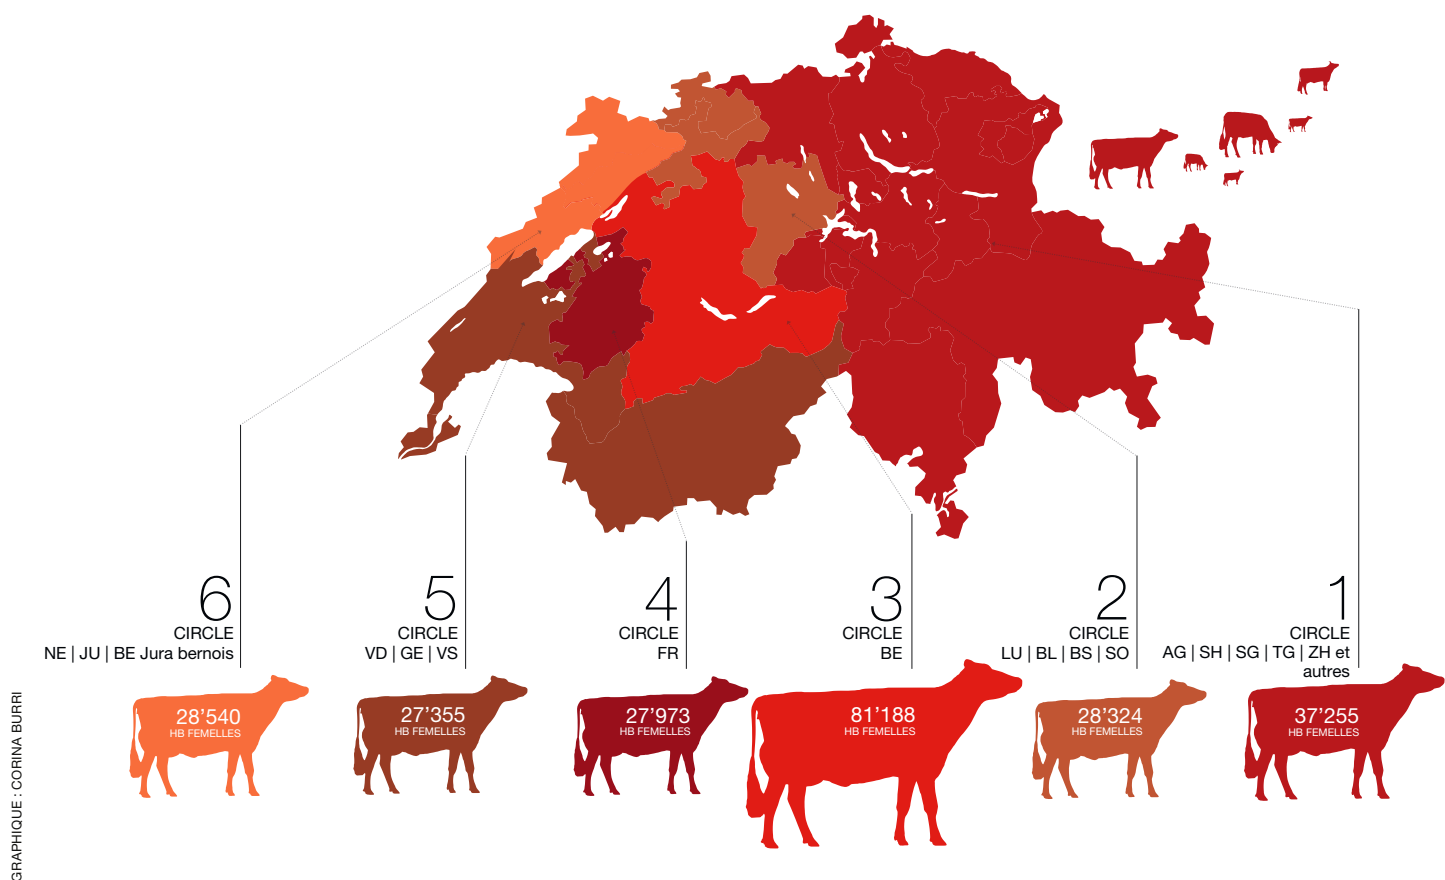 6
CIRCLE
NE | JU | BE Jura bernois
28’540
HB FEMELLES
5
CIRCLE
VD | GE | VS
27’355
HB FEMELLES
4
CIRCLE
FR
27’973
HB FEMELLES
3
CIRCLE
BE
81’188
HB FEMELLES
2
CIRCLE
LU | BL | BS | SO
28’324
HB FEMELLES
1
CIRCLE
AG | SH | SG | TG | ZH et
autres
37’255
HB FEMELLES
GRAPHIQUE : CORINA BURRI